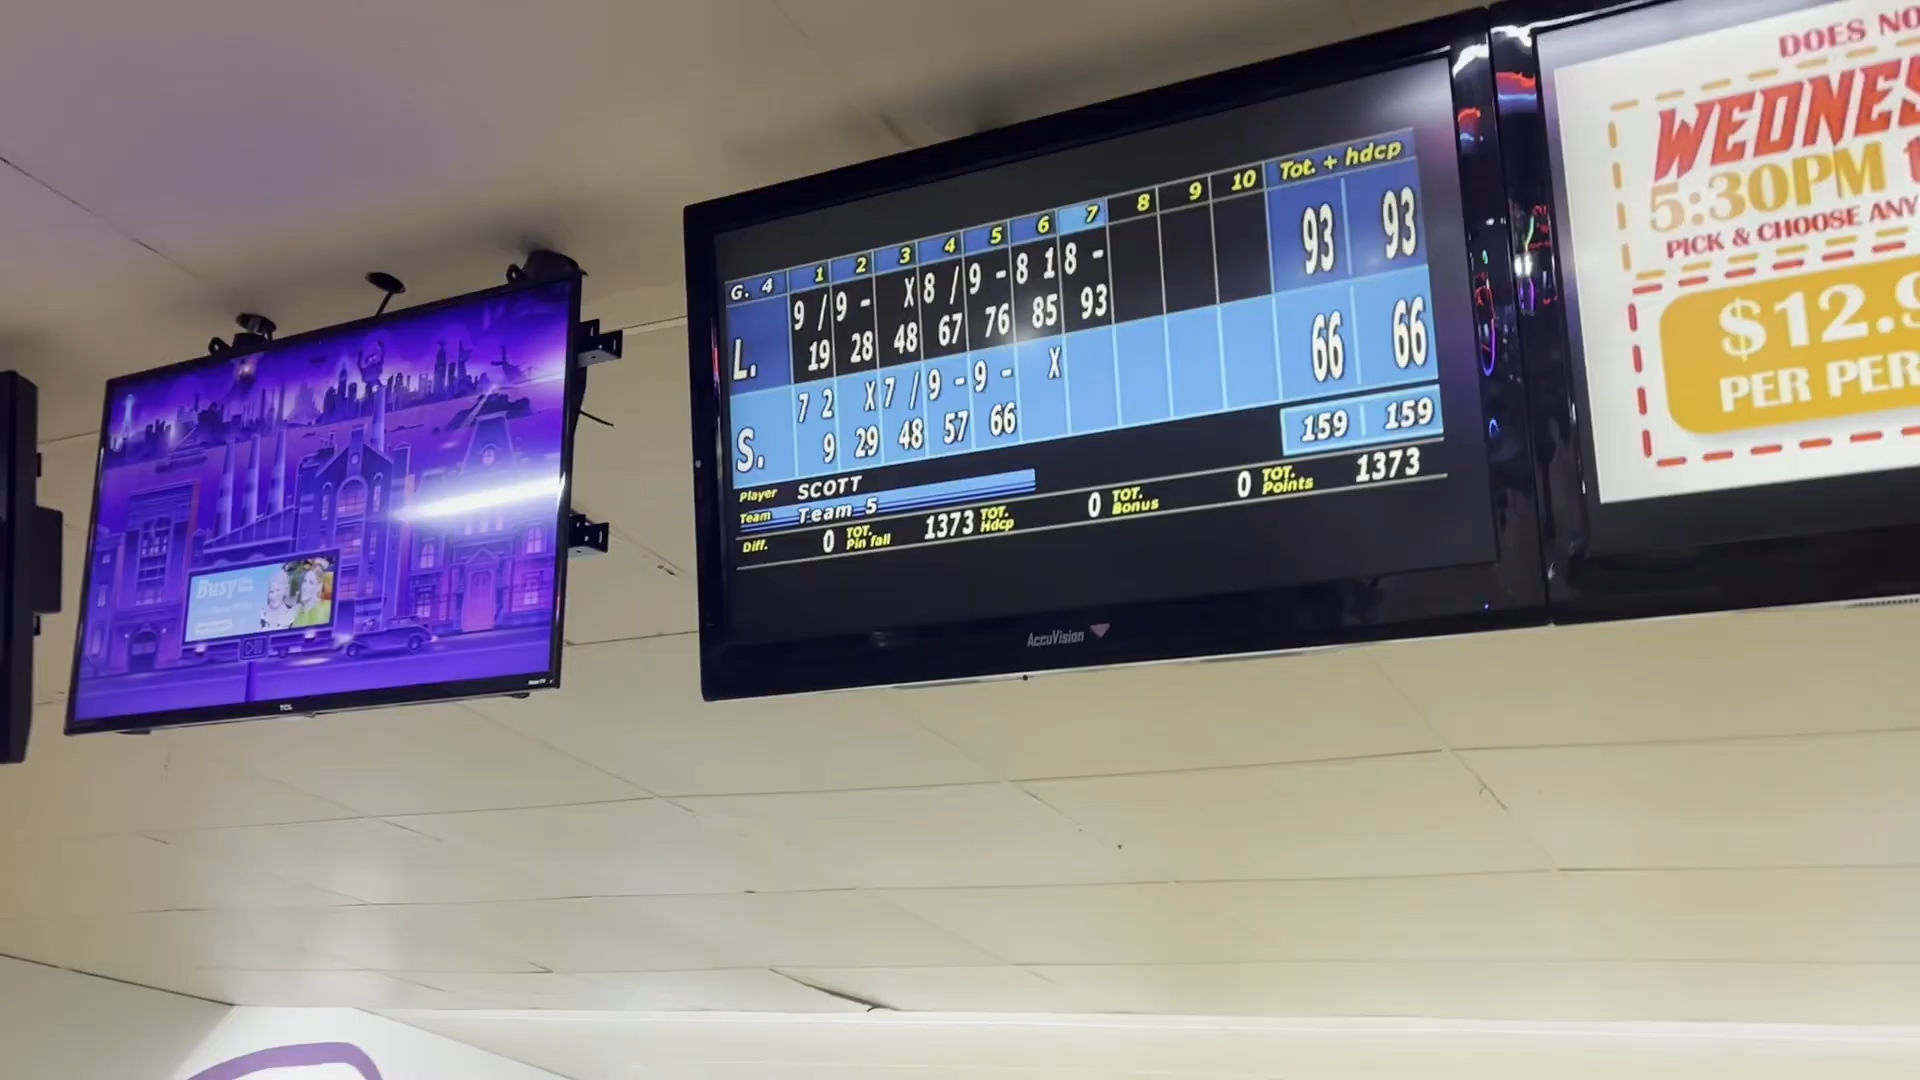 G. 4 1 2 3 4 5 6 7 8 9 10 Tot. + hdcp
L. 9 / 9 - X 8 / 9 - 8 1 8 - 93 93
19 28 48 67 76 85 93
S. 7 2 X 7 / 9 - 9 - X 66 66
9 29 48 57 66
159 159
Player SCOTT
Team Team 5
Diff. 0 TOT. Pin fall 1373 TOT. Hdcp 0 TOT. Bonus 0 TOT. Points 1373
AccuVision
DOES NO
WEDNES
5:30PM
PICK & CHOOSE ANY
$12.9
PER PER
Busy
TCL